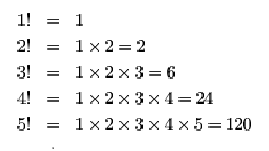 1! = 1
2! = 1 × 2 = 2
3! = 1 × 2 × 3 = 6
4! = 1 × 2 × 3 × 4 = 24
5! = 1 × 2 × 3 × 4 × 5 = 120